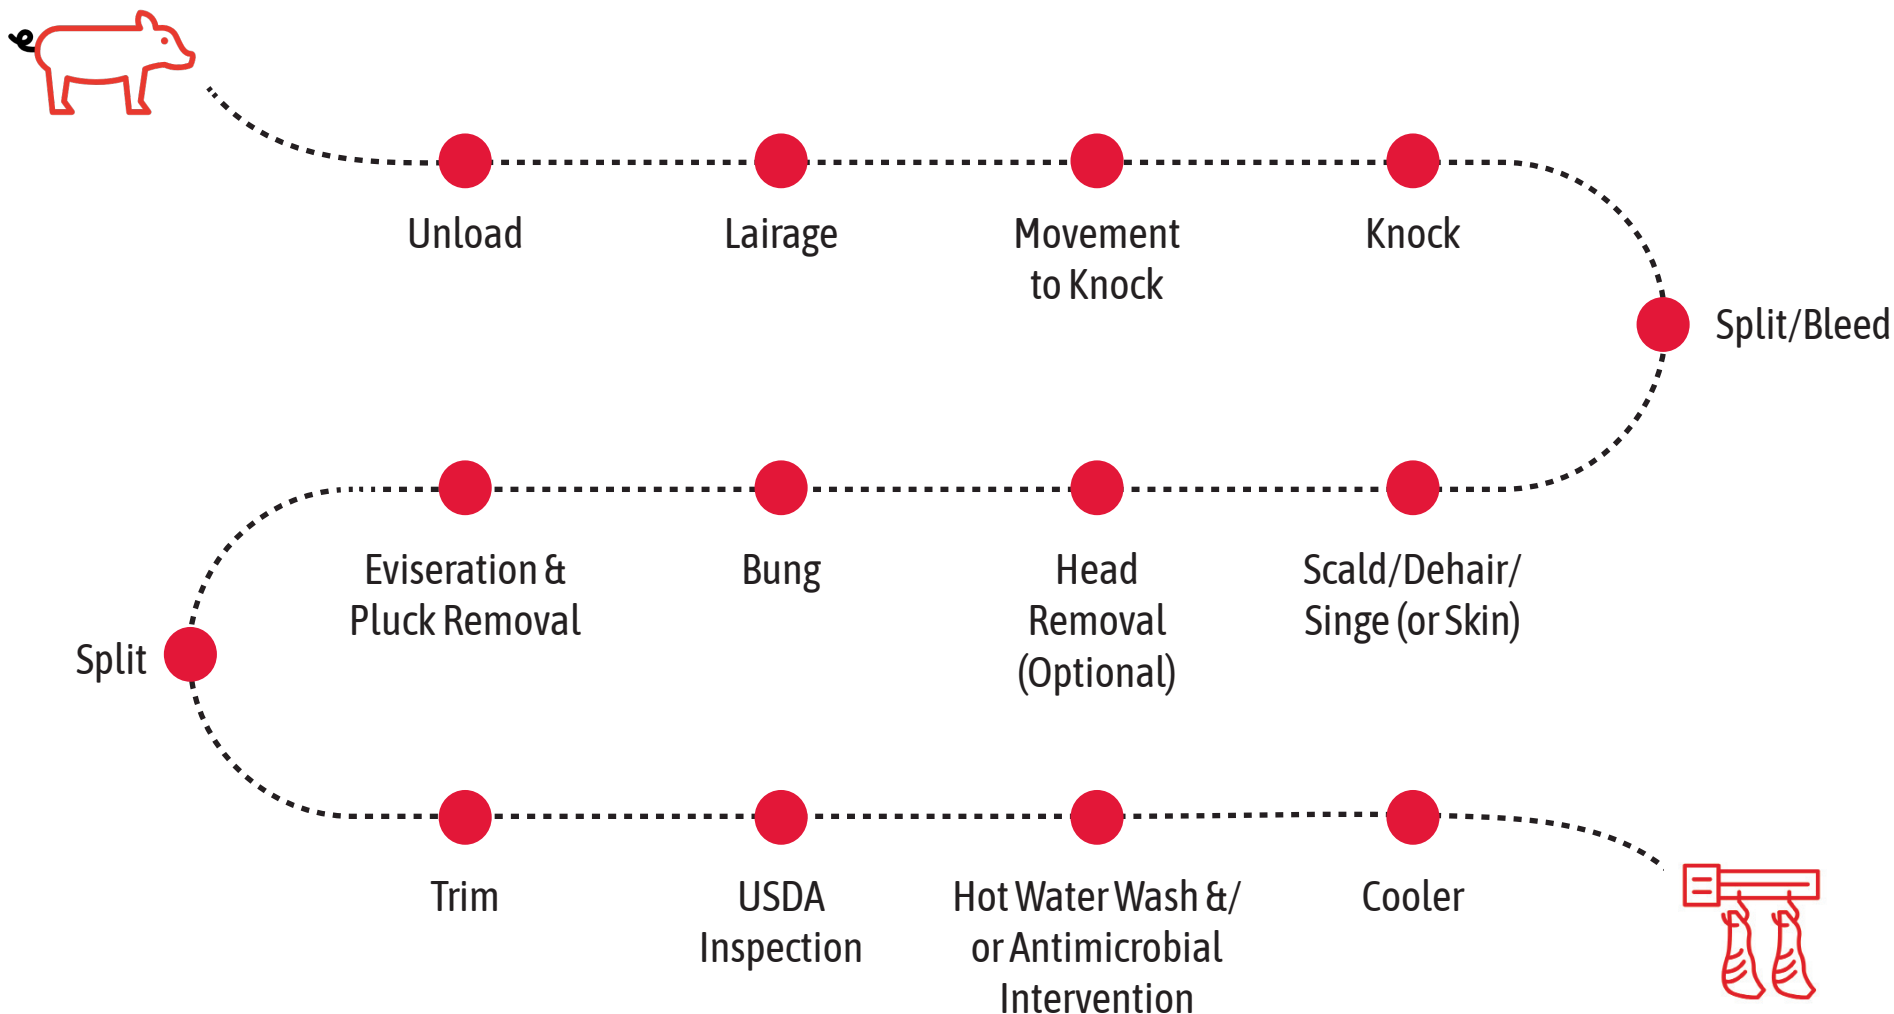 Unload
Lairage
Movement
to Knock
Knock
Split/Bleed
Scald/Dehair/
Singe (or Skin)
Head
Removal
(Optional)
Bung
Eviseration &
Pluck Removal
Split
Trim
USDA
Inspection
Hot Water Wash &/
or Antimicrobial
Intervention
Cooler